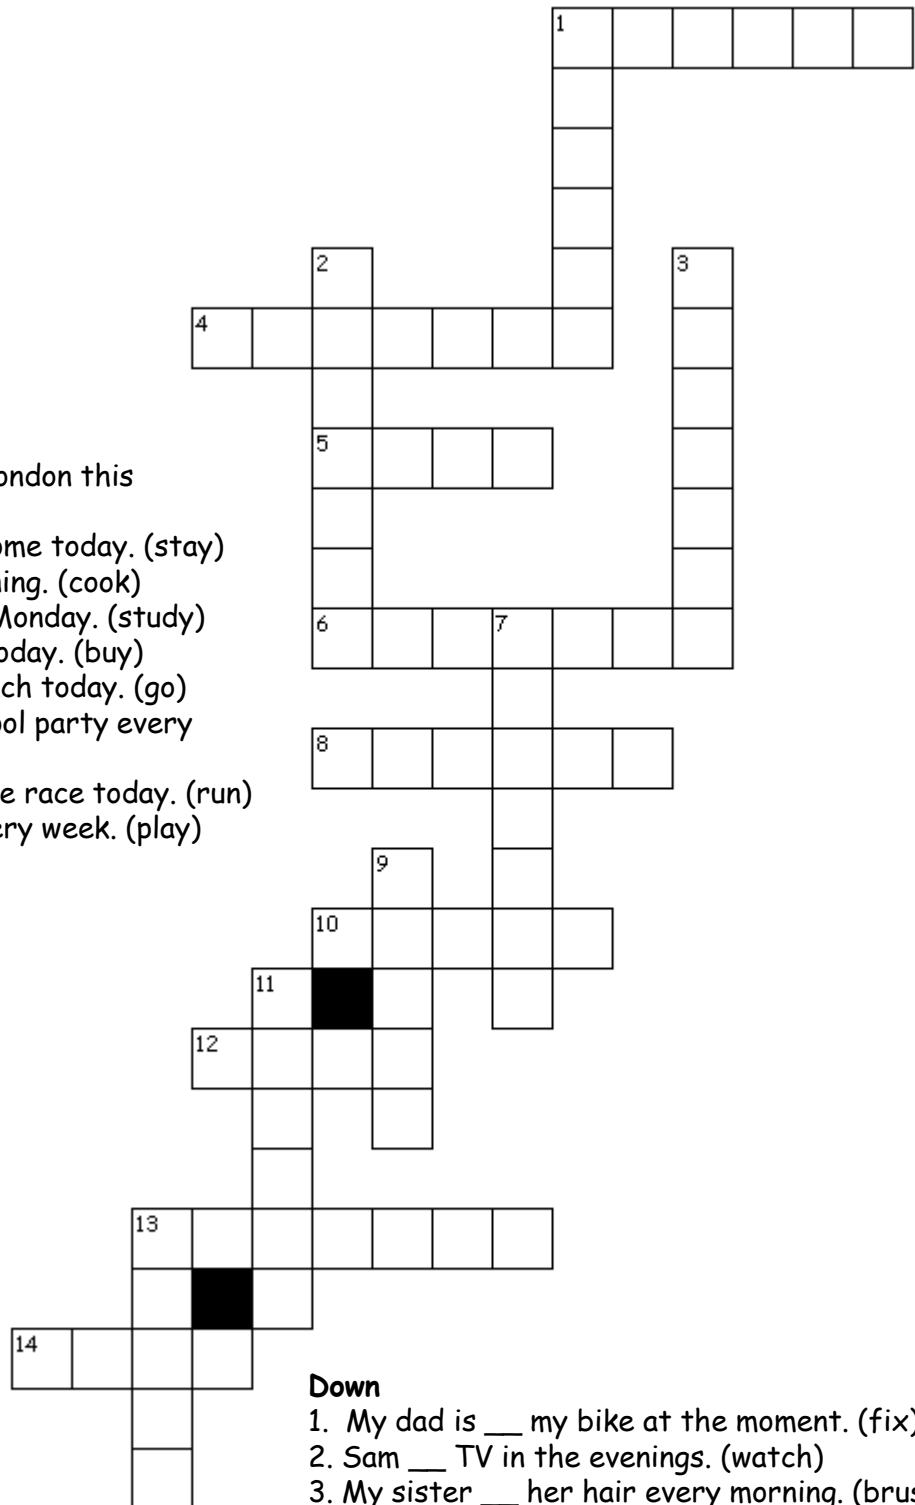 1
2
3
4
5
ondon this
ome today. (stay)
ing. (cook)
Monday. (study)
6
7
oday. (buy)
ch today. (go)
ool party every
8
e race today. (run)
ery week. (play)
9
10
11
12
13
14
Down
1. My dad is __ my bike at the moment. (fix)
2. Sam __ TV in the evenings. (watch)
3. My sister __ her hair every morning. (brus